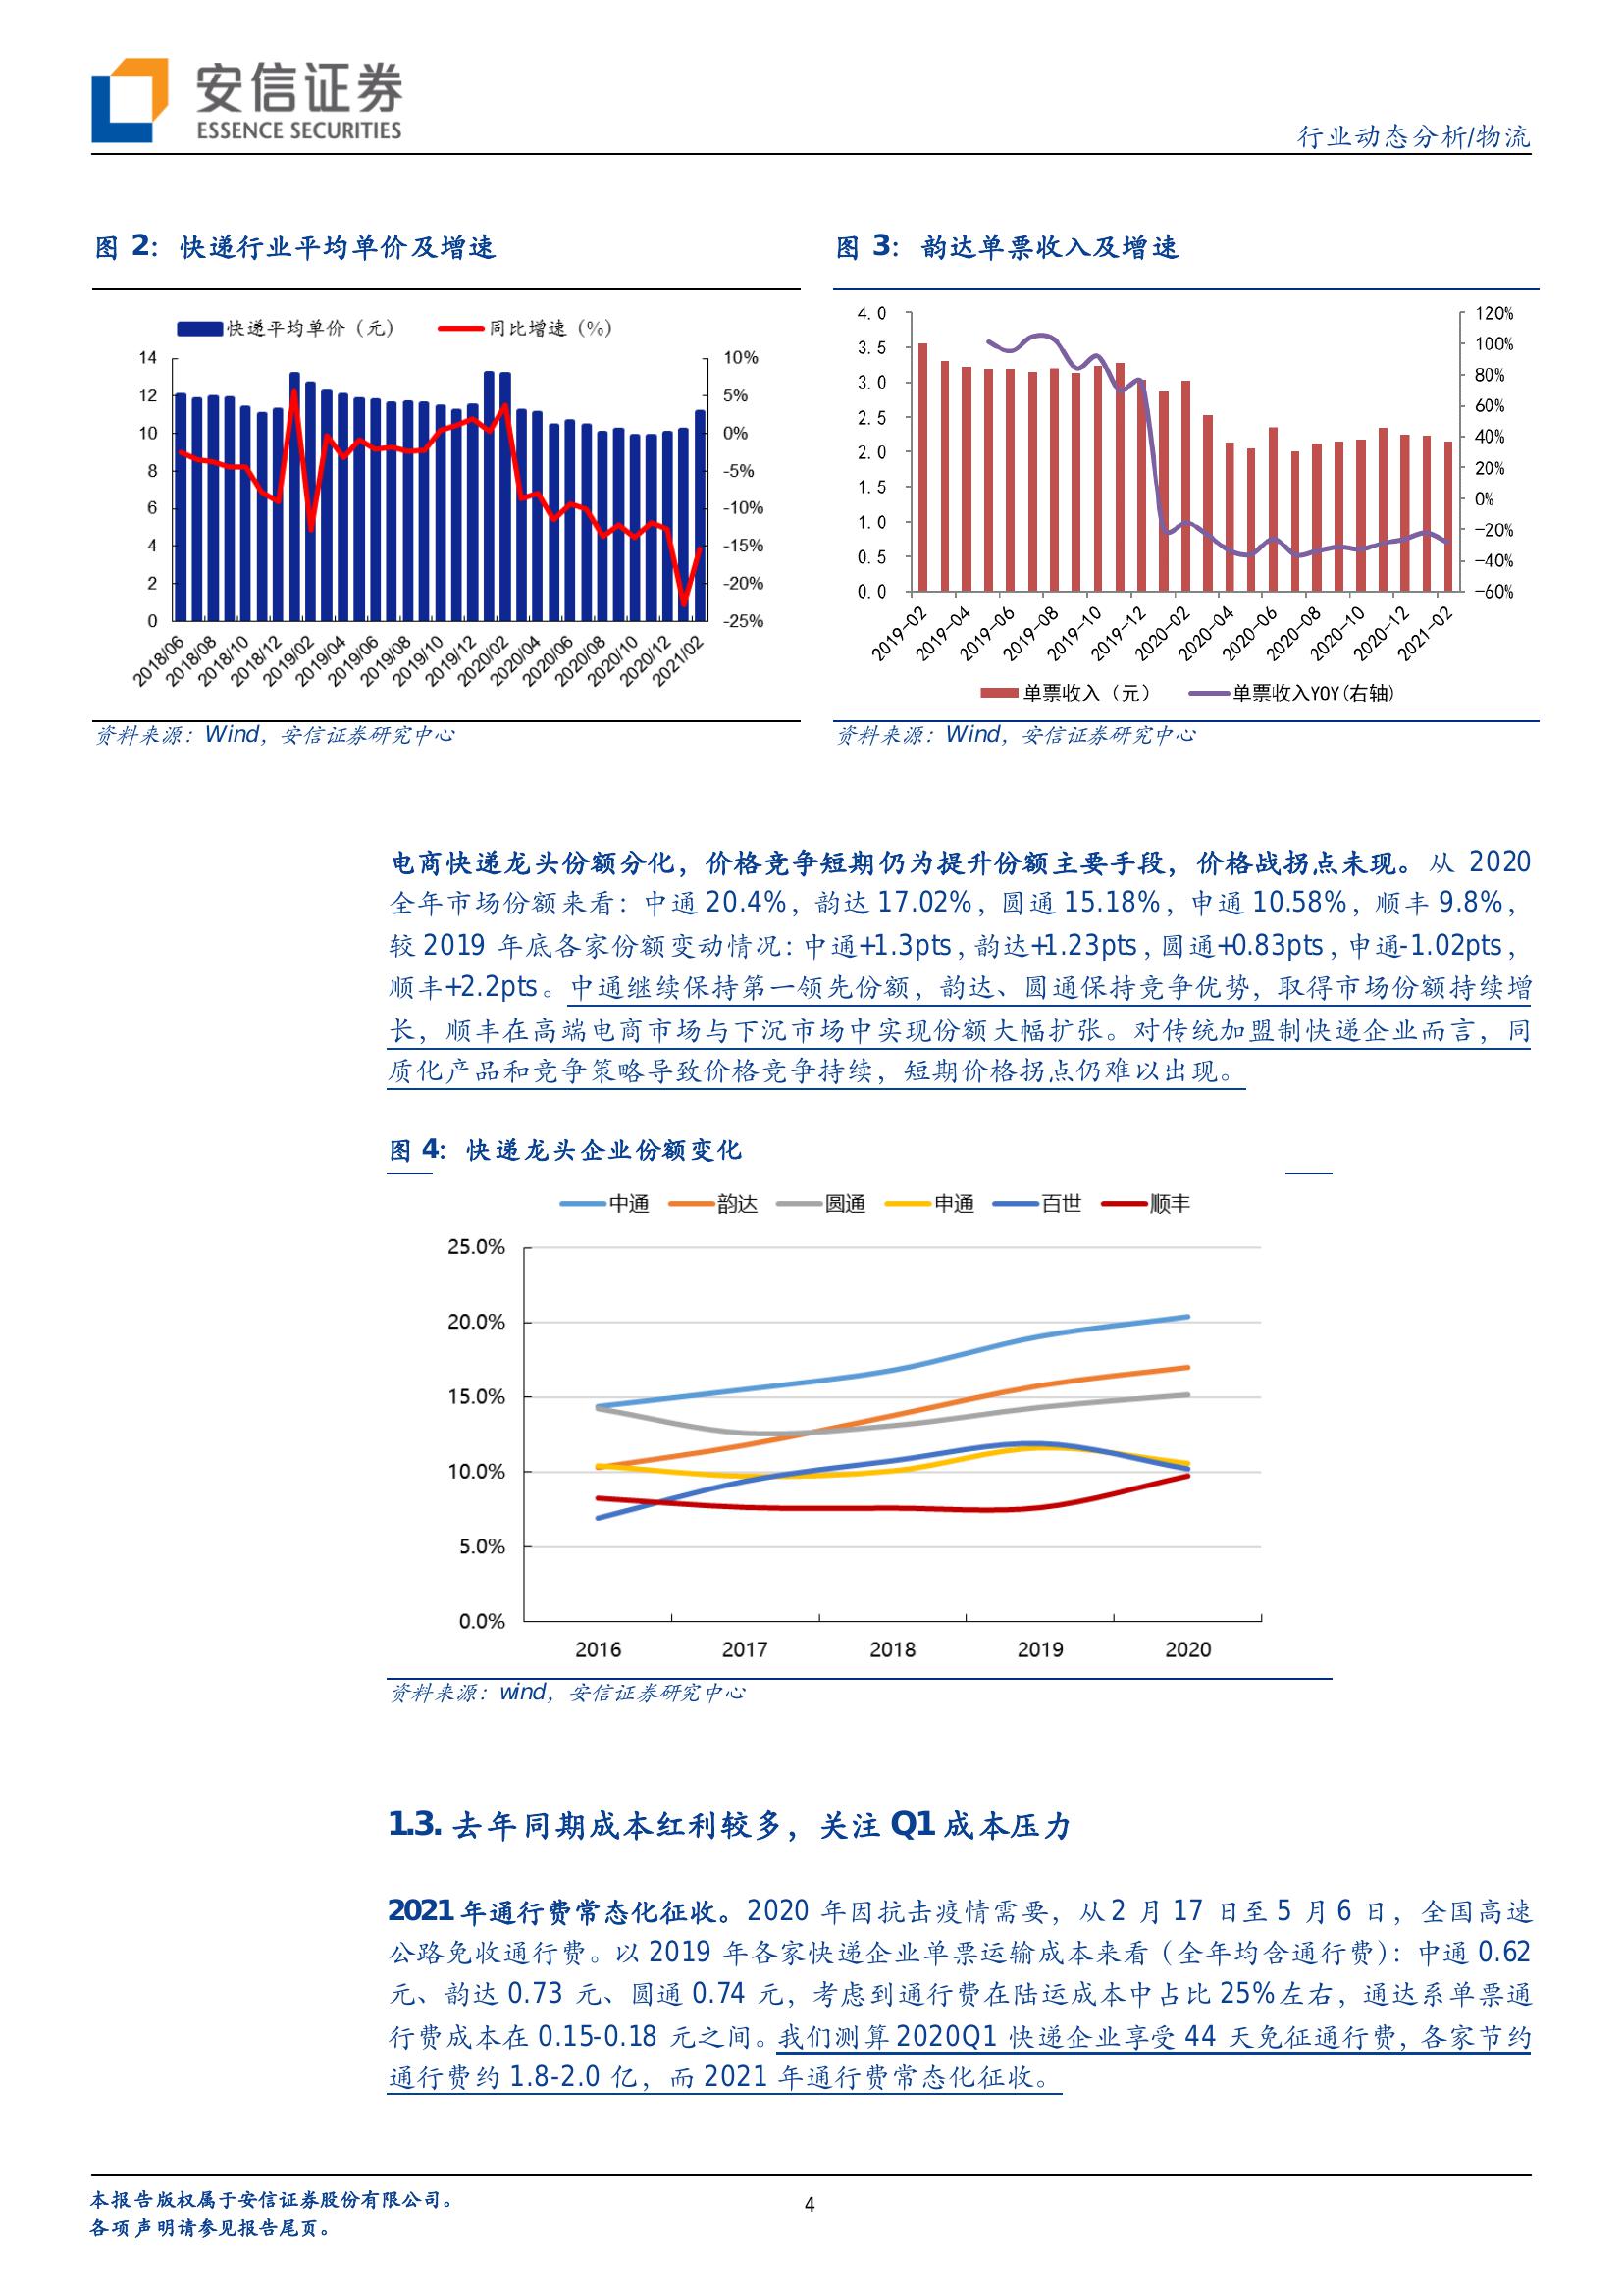 安信证券
ESSENCE SECURITIES
行业动态分析/物流
图 2：快递行业平均单价及增速
快递平均单价（元） 同比增速（%）
14
12
10
8
6
4
2
0
10%
5%
0%
-5%
-10%
-15%
-20%
-25%
2018/06 2018/08 2018/10 2018/12 2019/02 2019/04 2019/06 2019/08 2019/10 2019/12 2020/02 2020/04 2020/06 2020/08 2020/10 2020/12 2021/02
资料来源：Wind，安信证券研究中心
图 3：韵达单票收入及增速
4.0
3.5
3.0
2.5
2.0
1.5
1.0
0.5
0.0
120%
100%
80%
60%
40%
20%
0%
-20%
-40%
-60%
2019-02 2019-04 2019-06 2019-08 2019-10 2019-12 2020-02 2020-04 2020-06 2020-08 2020-10 2020-12 2021-02
单票收入（元） 单票收入YOY(右轴)
资料来源：Wind，安信证券研究中心
电商快递龙头份额分化，价格竞争短期仍为提升份额主要手段，价格战拐点未现。从 2020
全年市场份额来看：中通 20.4%，韵达 17.02%，圆通 15.18%，申通 10.58%，顺丰 9.8%，
较 2019 年底各家份额变动情况：中通+1.3pts，韵达+1.23pts，圆通+0.83pts，申通-1.02pts，
顺丰+2.2pts。中通继续保持第一领先份额，韵达、圆通保持竞争优势，取得市场份额持续增
长，顺丰在高端电商市场与下沉市场中实现份额大幅扩张。对传统加盟制快递企业而言，同
质化产品和竞争策略导致价格竞争持续，短期价格拐点仍难以出现。
图 4：快递龙头企业份额变化
中通 韵达 圆通 申通 百世 顺丰
25.0%
20.0%
15.0%
10.0%
5.0%
0.0%
2016 2017 2018 2019 2020
资料来源：wind，安信证券研究中心
1.3. 去年同期成本红利较多，关注 Q1 成本压力
2021 年通行费常态化征收。2020 年因抗击疫情需要，从 2 月 17 日至 5 月 6 日，全国高速
公路免收通行费。以 2019 年各家快递企业单票运输成本来看（全年均含通行费）：中通 0.62
元、韵达 0.73 元、圆通 0.74 元，考虑到通行费在陆运成本中占比 25%左右，通达系单票通
行费成本在 0.15-0.18 元之间。我们测算 2020Q1 快递企业享受 44 天免征通行费，各家节约
通行费约 1.8-2.0 亿，而 2021 年通行费常态化征收。
本报告版权属于安信证券股份有限公司。
各项声明请参见报告尾页。
4